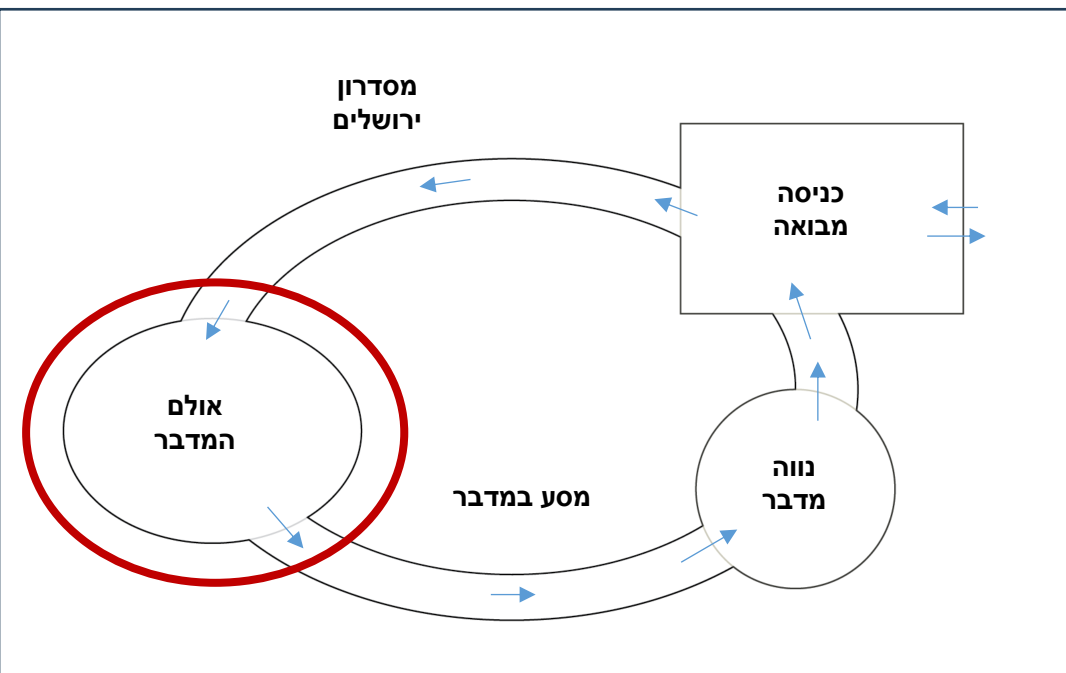 מסדרון
ירושלים
כניסה
מבואה
אולם
המדבר
מסע במדבר
נווה
מדבר